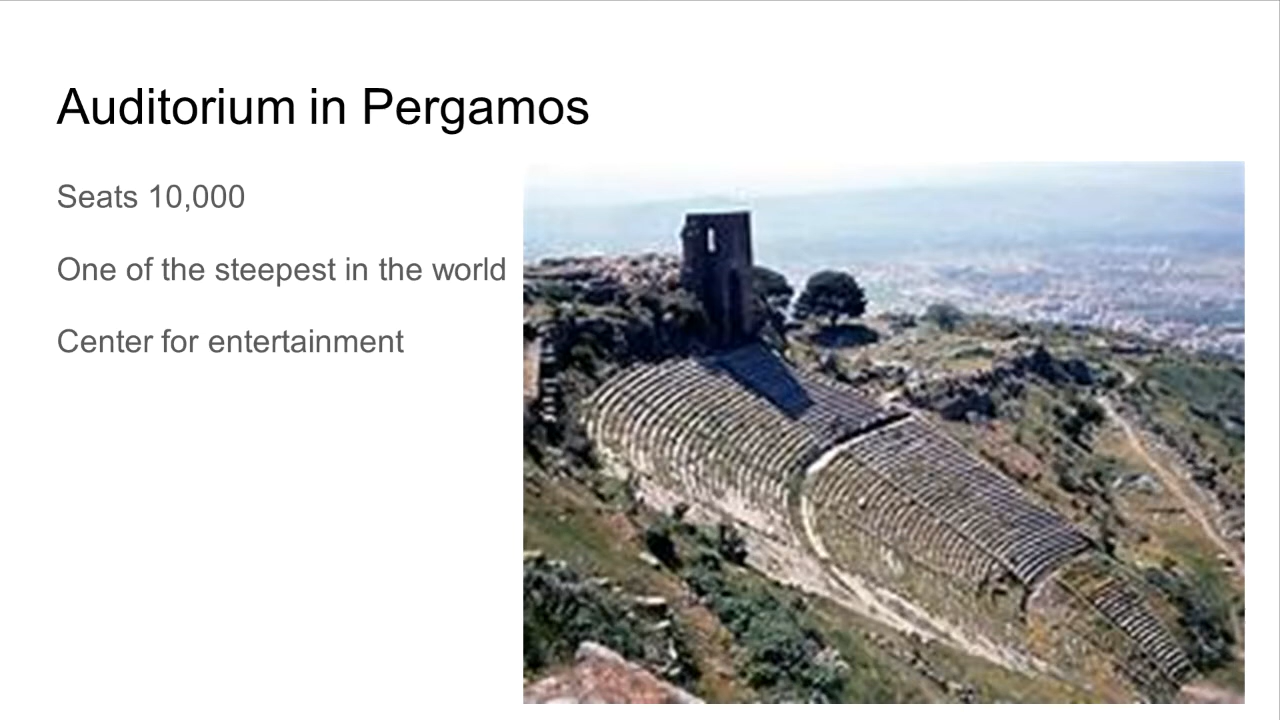 Auditorium in Pergamos
Seats 10,000
One of the steepest in the world
Center for entertainment